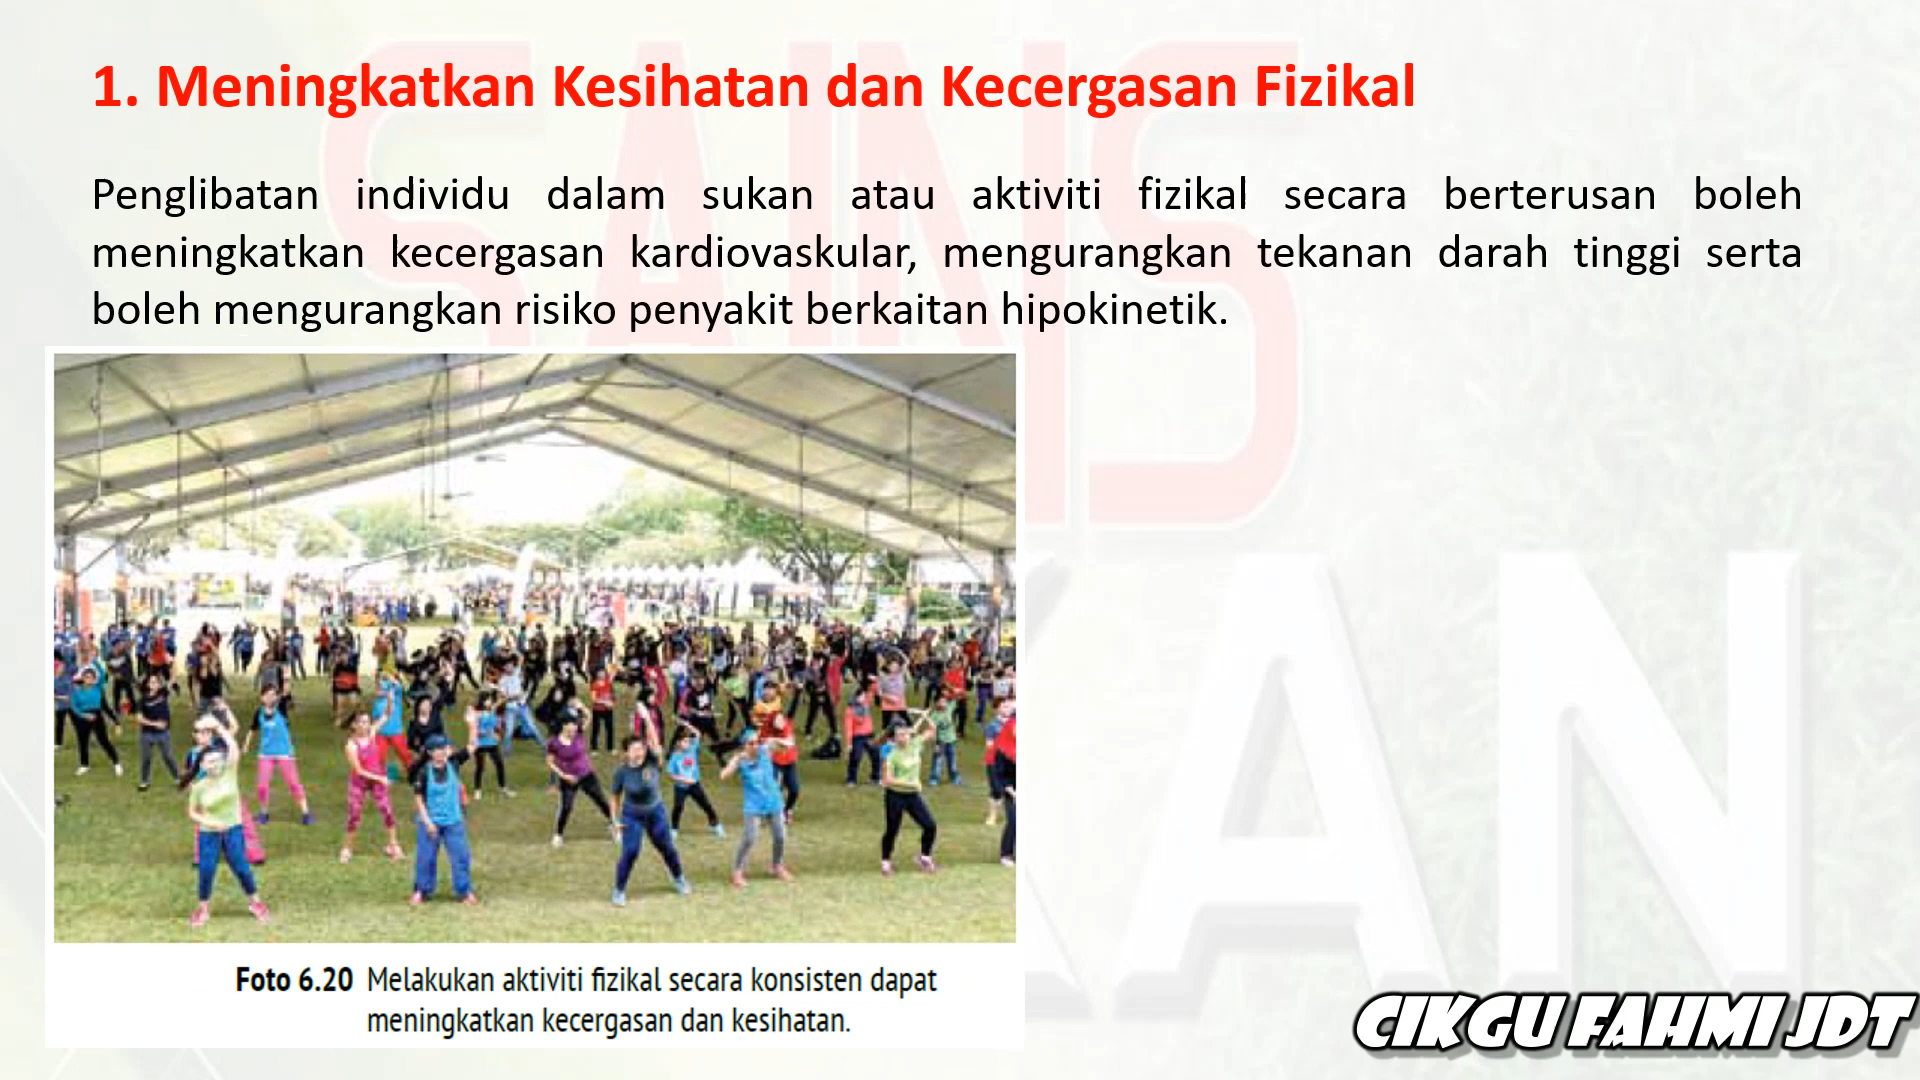 1. Meningkatkan Kesihatan dan Kecergasan Fizikal
Penglibatan individu dalam sukan atau aktiviti fizikal secara berterusan boleh
meningkatkan kecergasan kardiovaskular, mengurangkan tekanan darah tinggi serta
boleh mengurangkan risiko penyakit berkaitan hipokinetik.
SAINS
KAN
Foto 6.20 Melakukan aktiviti fizikal secara konsisten dapat
meningkatkan kecergasan dan kesihatan.
CIKGU FAHMI JDT